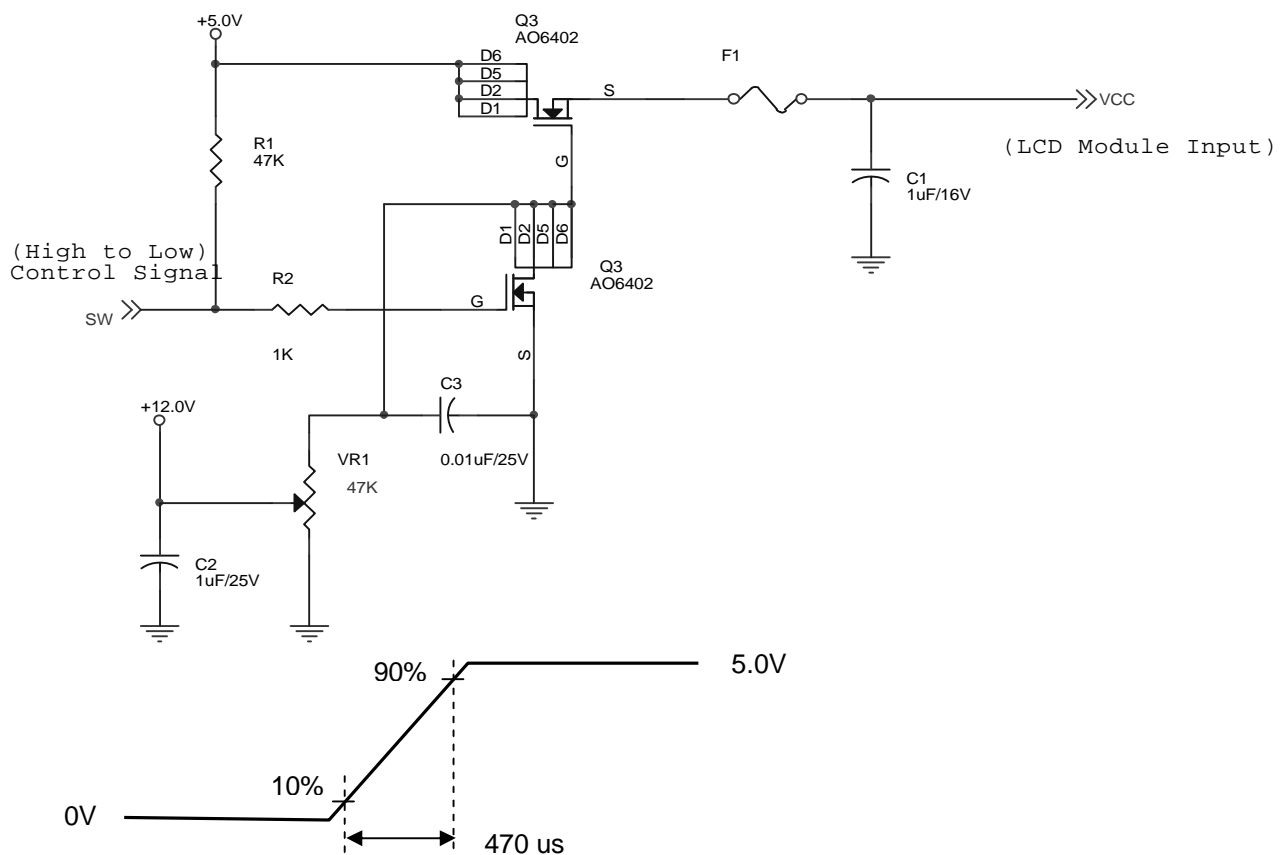 +5.0V
Q3
AO6402
F1
D6
D5
D2
D1
S
VCC
(LCD Module Input)
R1
47K
G
C1
1uF/16V
D1
D2
D5
D6
(High to Low)
Control Signal
Q3
AO6402
R2
G
SW
1K
S
C3
+12.0V
VR1
47K
0.01uF/25V
C2
1uF/25V
90%
5.0V
10%
0V
470 us